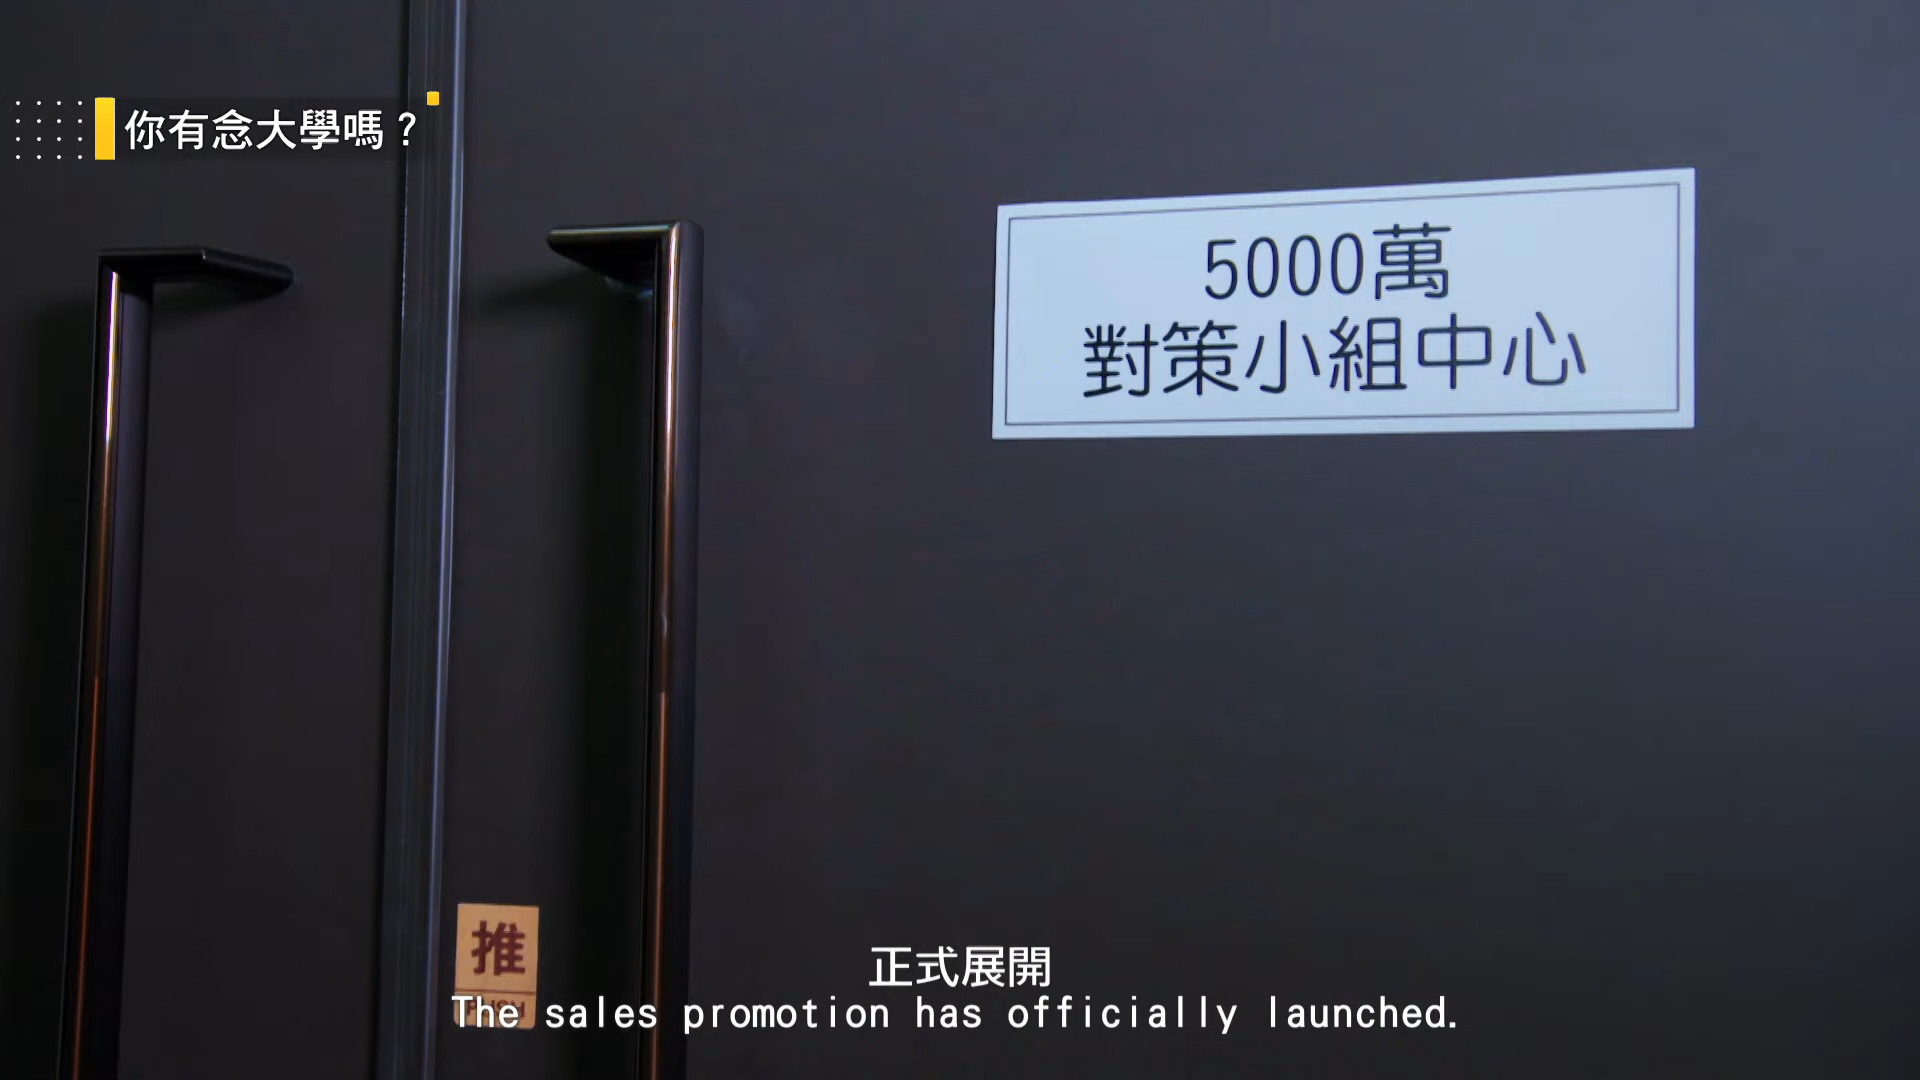 你有念大學嗎？
5000萬
對策小組中心
推
正式展開
The sales promotion has officially launched.